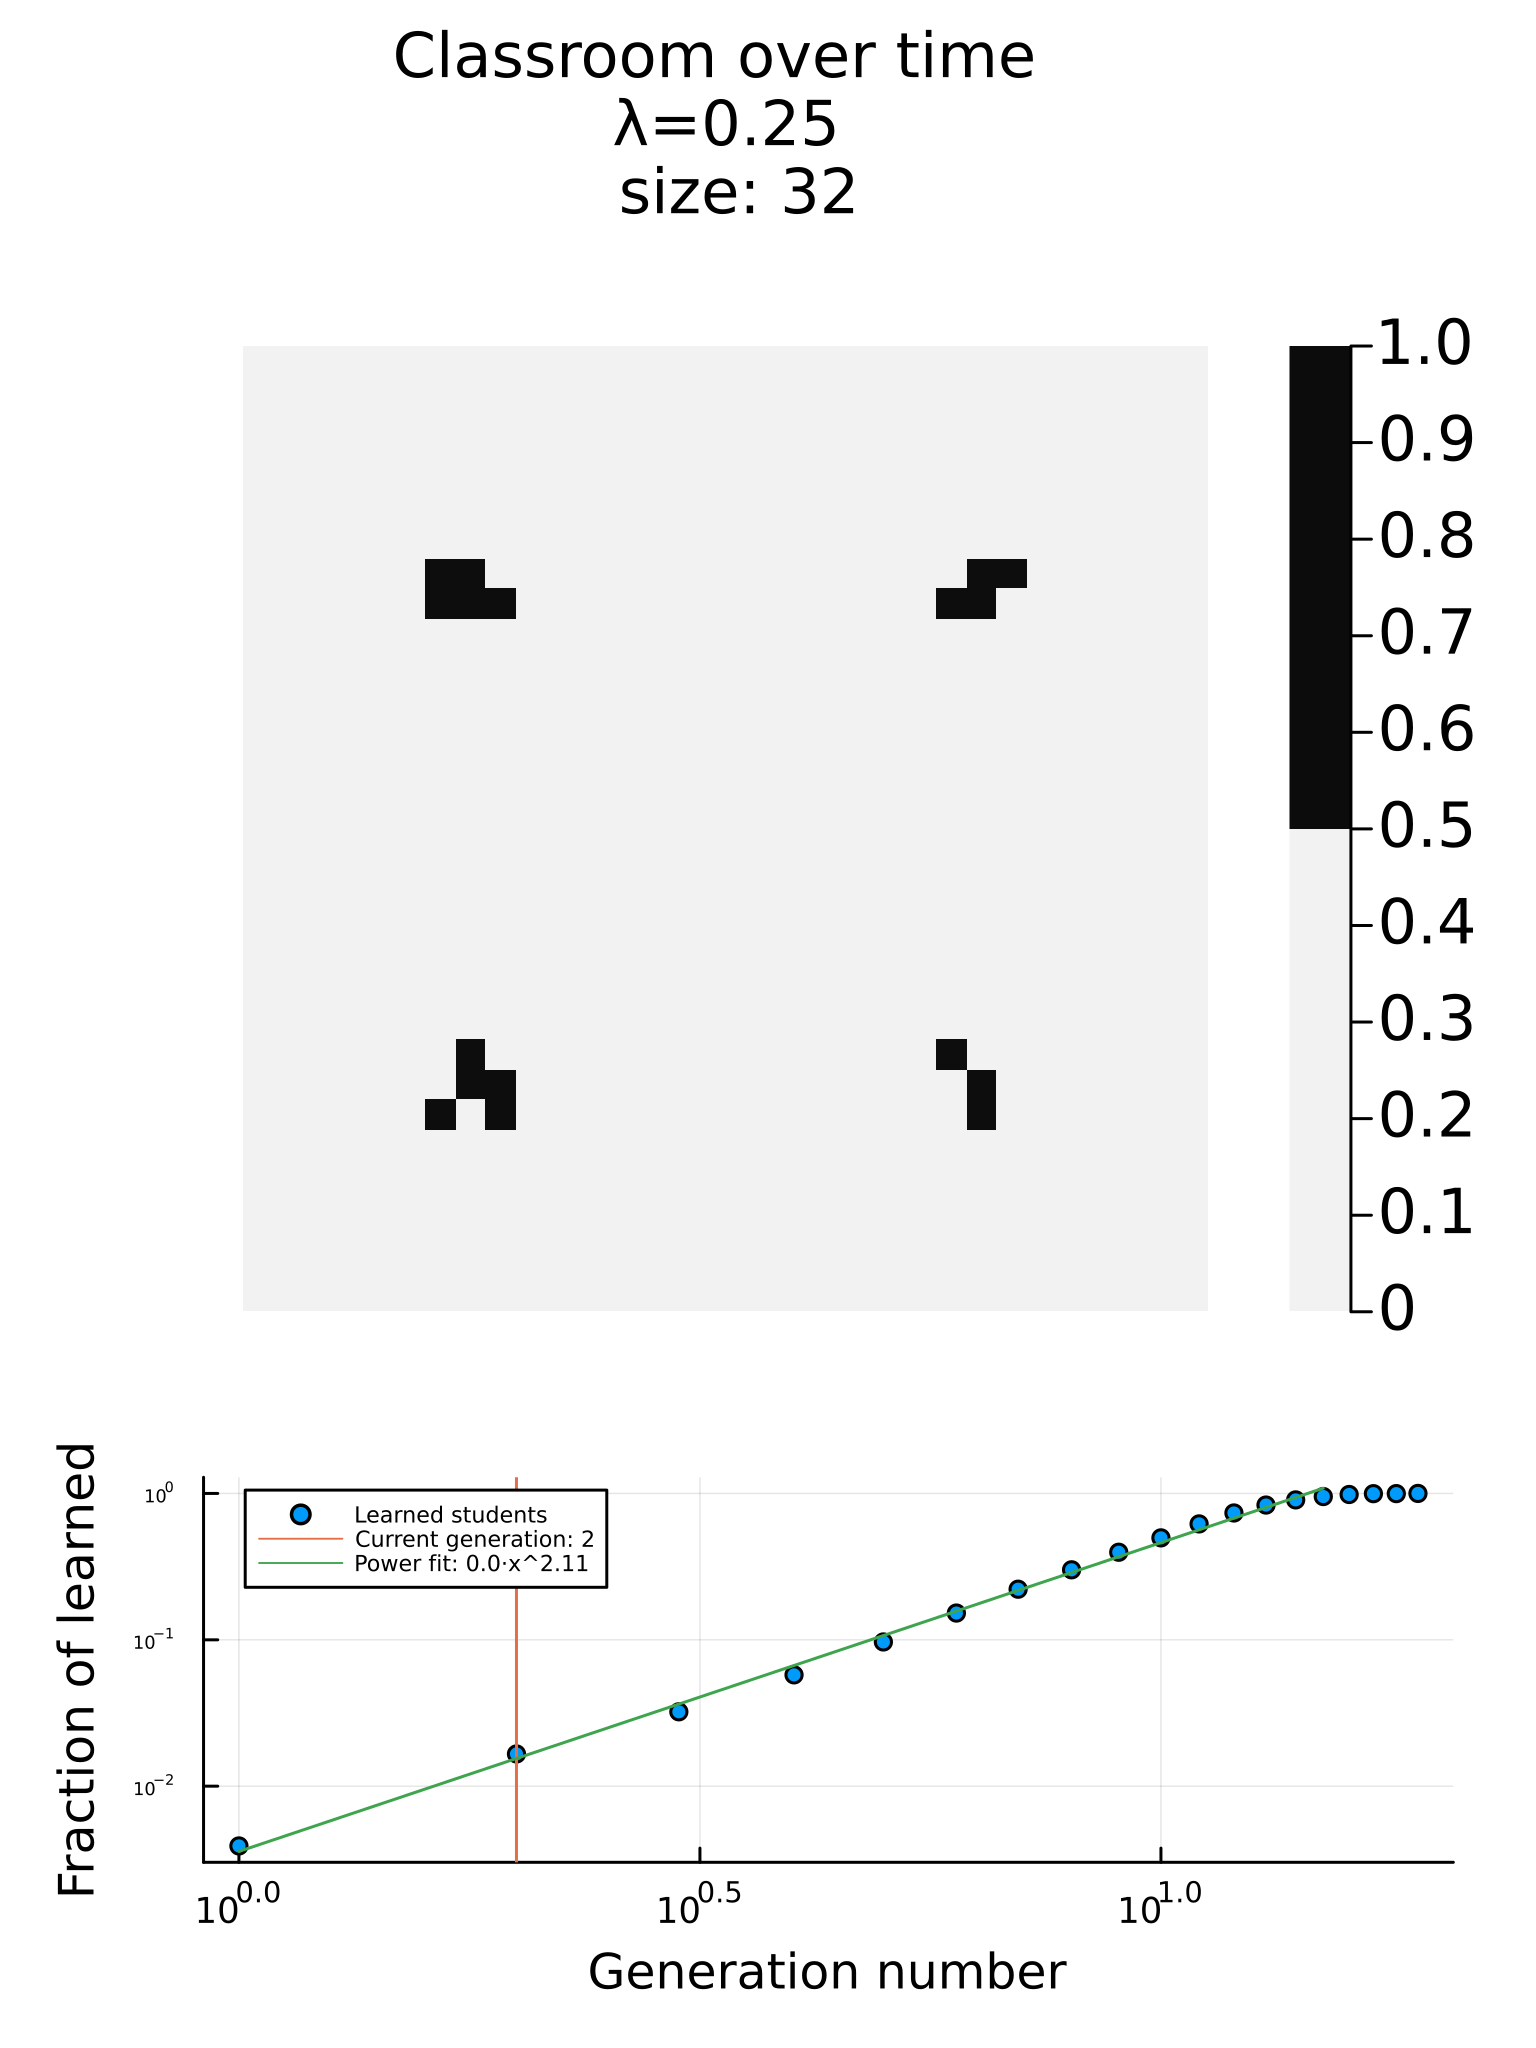 Classroom over time
λ=0.25
size: 32
1.0
0.9
0.8
0.7
0.6
0.5
0.4
0.3
0.2
0.1
0
Fraction of learned
10^0
10^−1
10^−2
Learned students
Current generation: 2
Power fit: 0.0·x^2.11
10^0.0 10^0.5 10^1.0
Generation number